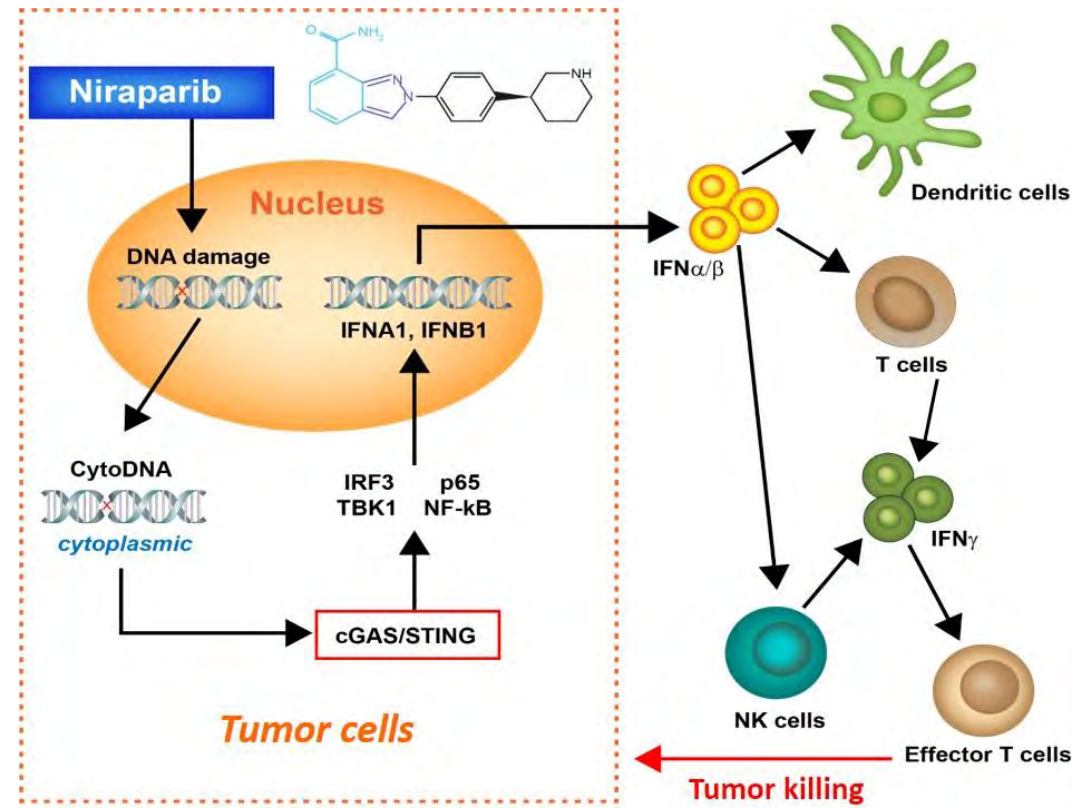 O
NH2
Niraparib
N
N
NH
Nucleus
DNA damage
IFNA1, IFNB1
CytoDNA
cytoplasmic
IRF3 p65
TBK1 NF-kB
cGAS/STING
Tumor cells
IFNα/β
Dendritic cells
T cells
IFNγ
NK cells
Effector T cells
Tumor killing